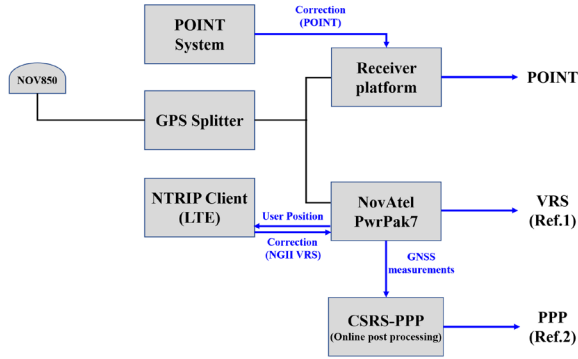 POINT
System
Correction
(POINT)
Receiver
platform
POINT
NOV850
GPS Splitter
NTRIP Client
(LTE)
User Position
Correction
(NGII VRS)
NovAtel
PwrPak7
VRS
(Ref.1)
GNSS
measurements
CSRS-PPP
(Online post processing)
PPP
(Ref.2)